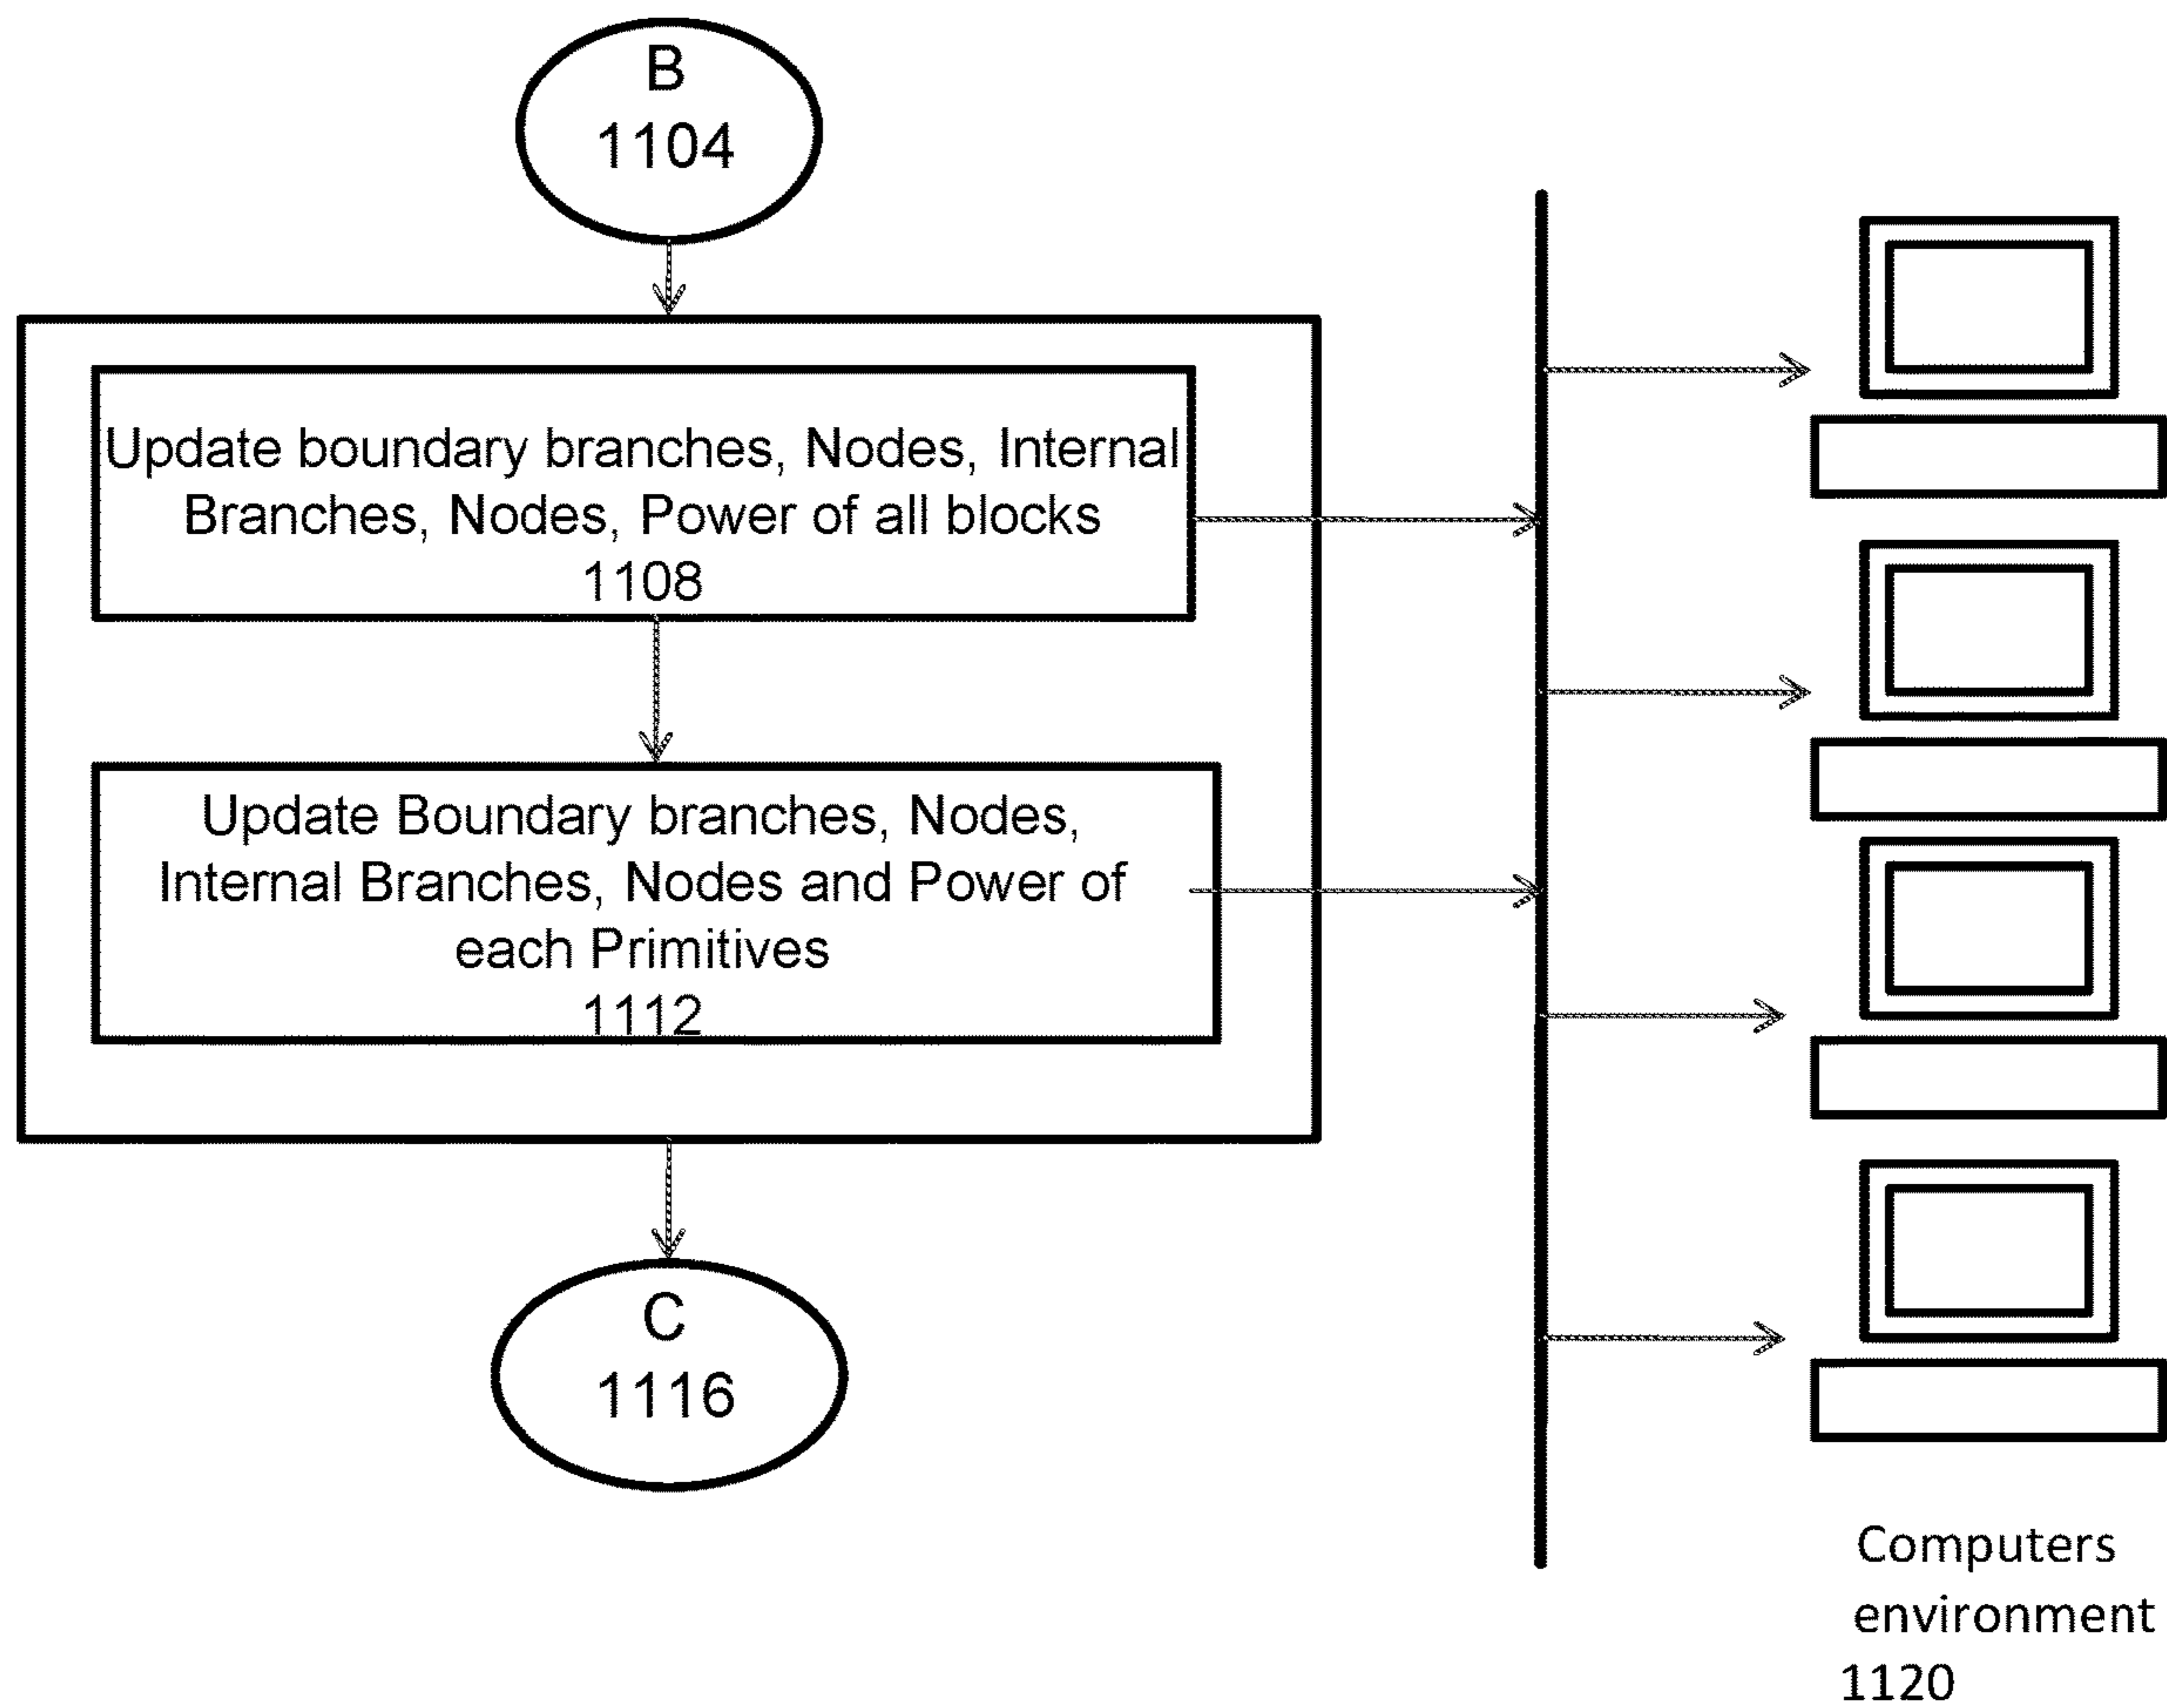 B
1104
Update boundary branches, Nodes, Internal
Branches, Nodes, Power of all blocks
1108
Update Boundary branches, Nodes,
Internal Branches, Nodes and Power of
each Primitives
1112
C
1116
Computers
environment
1120